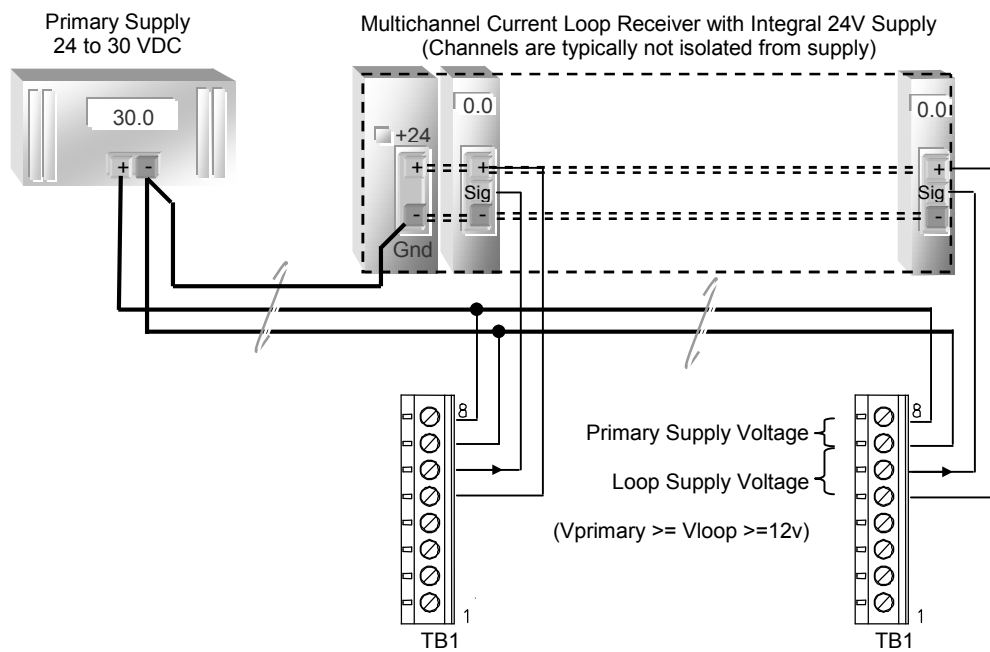 Primary Supply
24 to 30 VDC
Multichannel Current Loop Receiver with Integral 24V Supply
(Channels are typically not isolated from supply)
30.0
+ -
+24
+
-
Gnd
0.0
+
Sig
-
0.0
+
Sig
-
8
1
TB1
Primary Supply Voltage
Loop Supply Voltage
(Vprimary >= Vloop >=12v)
8
1
TB1